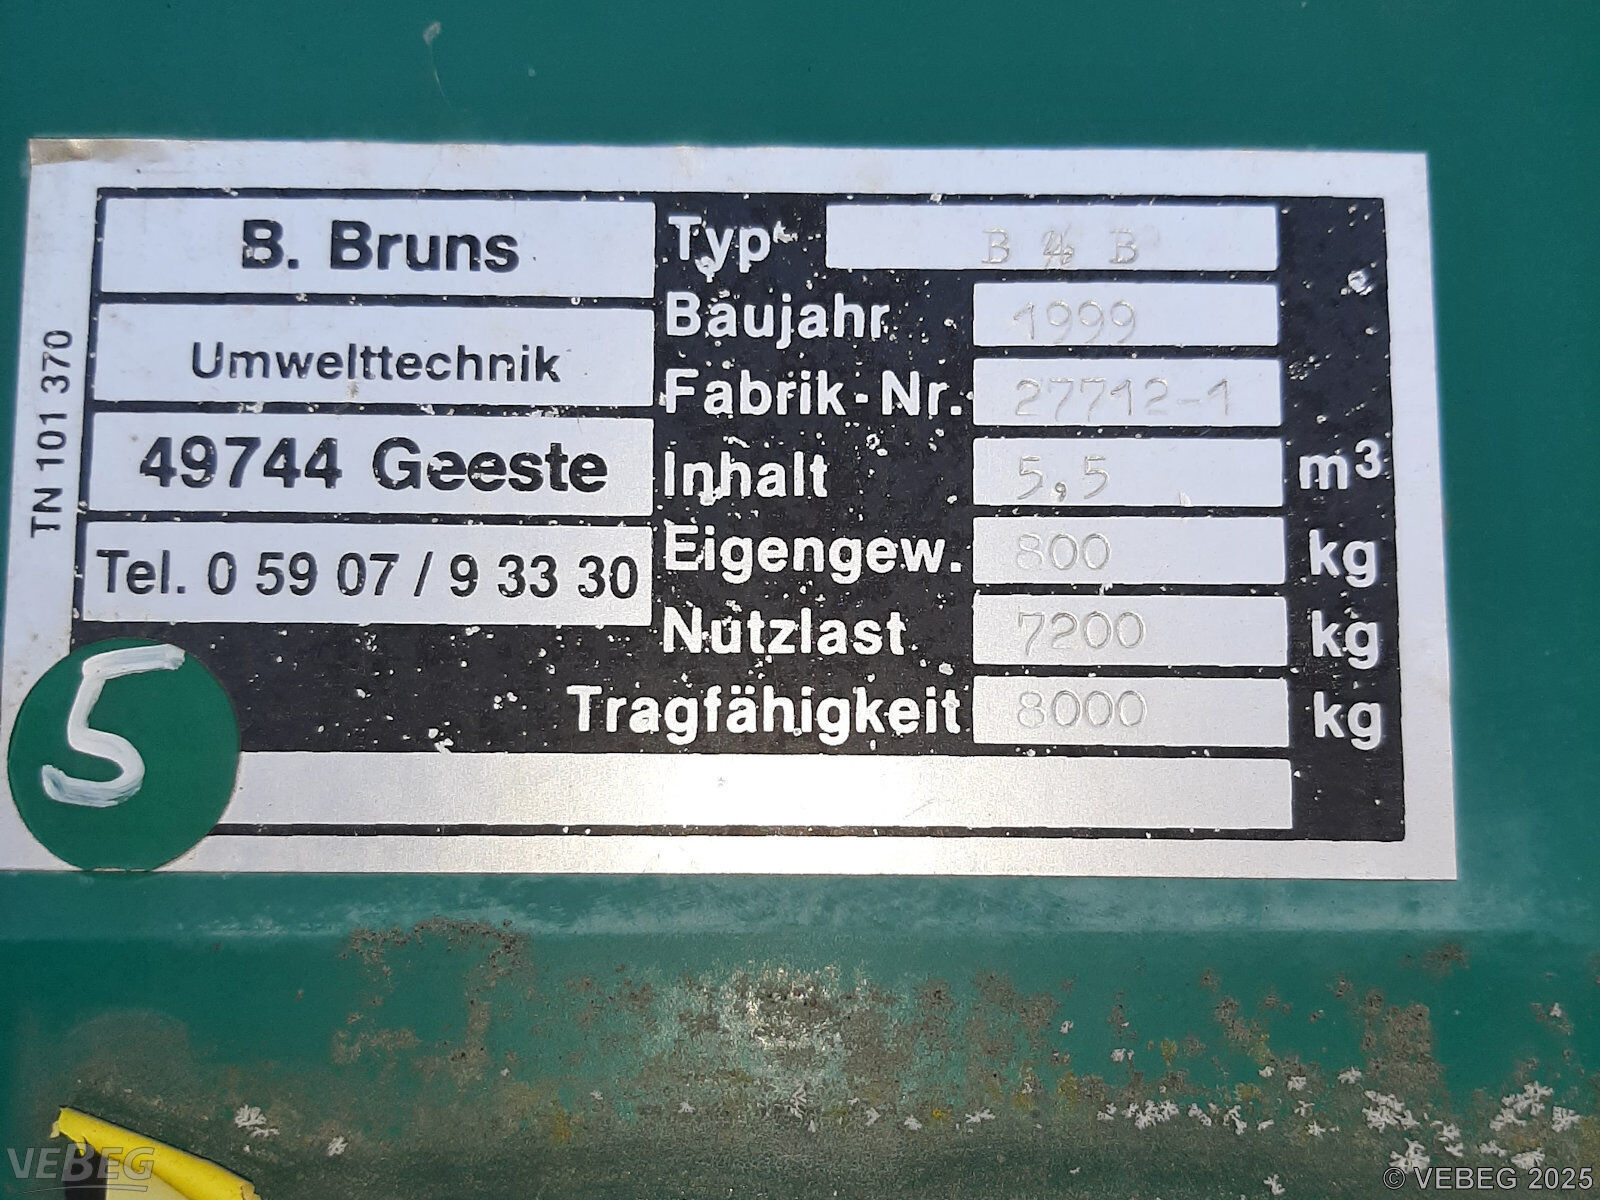 B. Bruns
Umwelttechnik
49744 Geeste
Tel. 0 59 07 / 9 33 30
TN 101 370
Typ B 4 B
Baujahr 1999
Fabrik-Nr. 27712-1
Inhalt 5,5 m³
Eigengew. 800 kg
Nutzlast 7200 kg
Tragfähigkeit 8000 kg
5
VEBEG
© VEBEG 2025